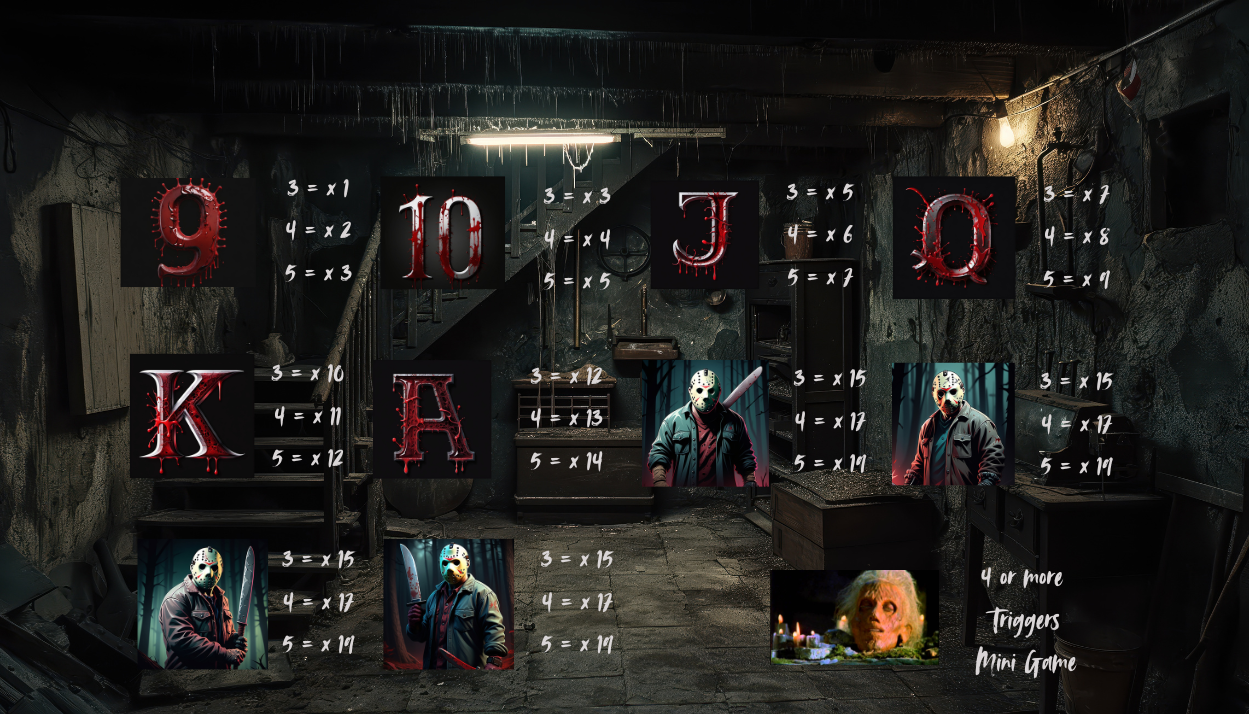 9
3 = x 1
4 = x 2
5 = x 3
10
3 = x 3
4 = x 4
5 = x 5
J
3 = x 5
4 = x 6
5 = x 7
Q
3 = x 7
4 = x 8
5 = x 9
K
3 = x 10
4 = x 11
5 = x 12
A
3 = x 12
4 = x 13
5 = x 14
3 = x 15
4 = x 17
5 = x 19
3 = x 15
4 = x 17
5 = x 19
3 = x 15
4 = x 17
5 = x 19
3 = x 15
4 = x 17
5 = x 19
4 or more
Triggers
Mini Game